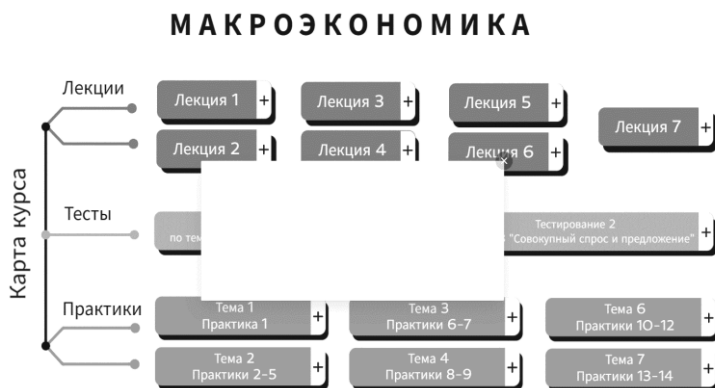 МАКРОЭКОНОМИКА
Карта курса
Лекции
Лекция 1 +
Лекция 3 +
Лекция 5 +
Лекция 7 +
Лекция 2 +
Лекция 4 +
Лекция 6 +
×
Тесты
по
Тестирование 2
"Совокупный спрос и предложение" +
Практики
Тема 1
Практика 1 +
Тема 3
Практики 6-7 +
Тема 6
Практики 10-12 +
Тема 2
Практики 2-5 +
Тема 4
Практики 8-9 +
Тема 7
Практики 13-14 +